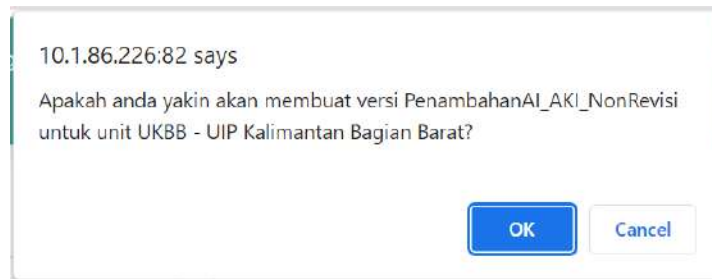 10.1.86.226:82 says
Apakah anda yakin akan membuat versi PenambahanAI_AKI_NonRevisi
untuk unit UKBB - UIP Kalimantan Bagian Barat?
OK
Cancel